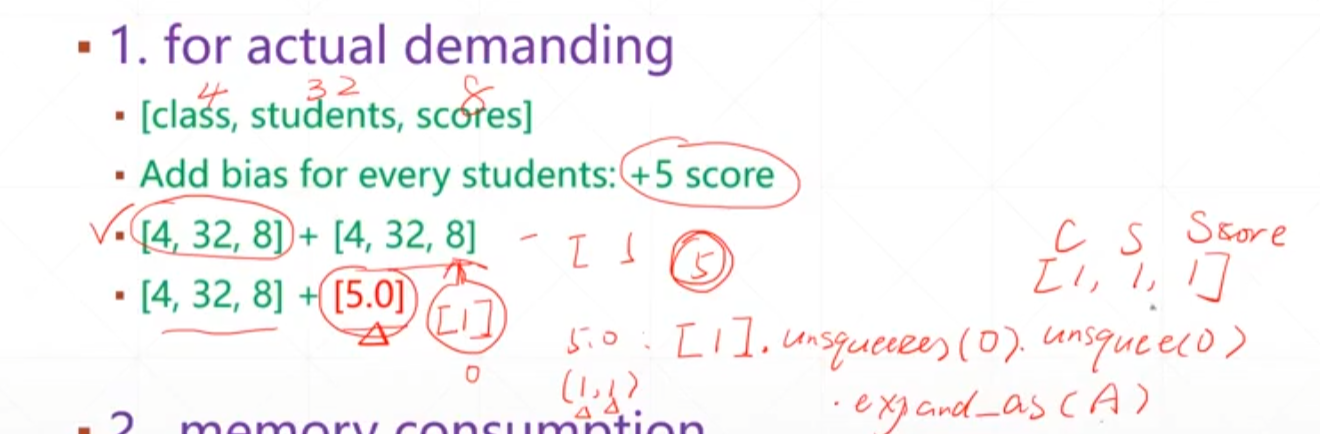 1. for actual demanding
4 32 8
[class, students, scores]
Add bias for every students: +5 score
[4, 32, 8] + [4, 32, 8] - [ 1 5
C S Score
[1, 1, 1]
[4, 32, 8] + [5.0] [1]
0
5.0 : [1]. unsqueezes(0). unsquee(0)
(1,1)
. expand_as(A)
2. memory consumption